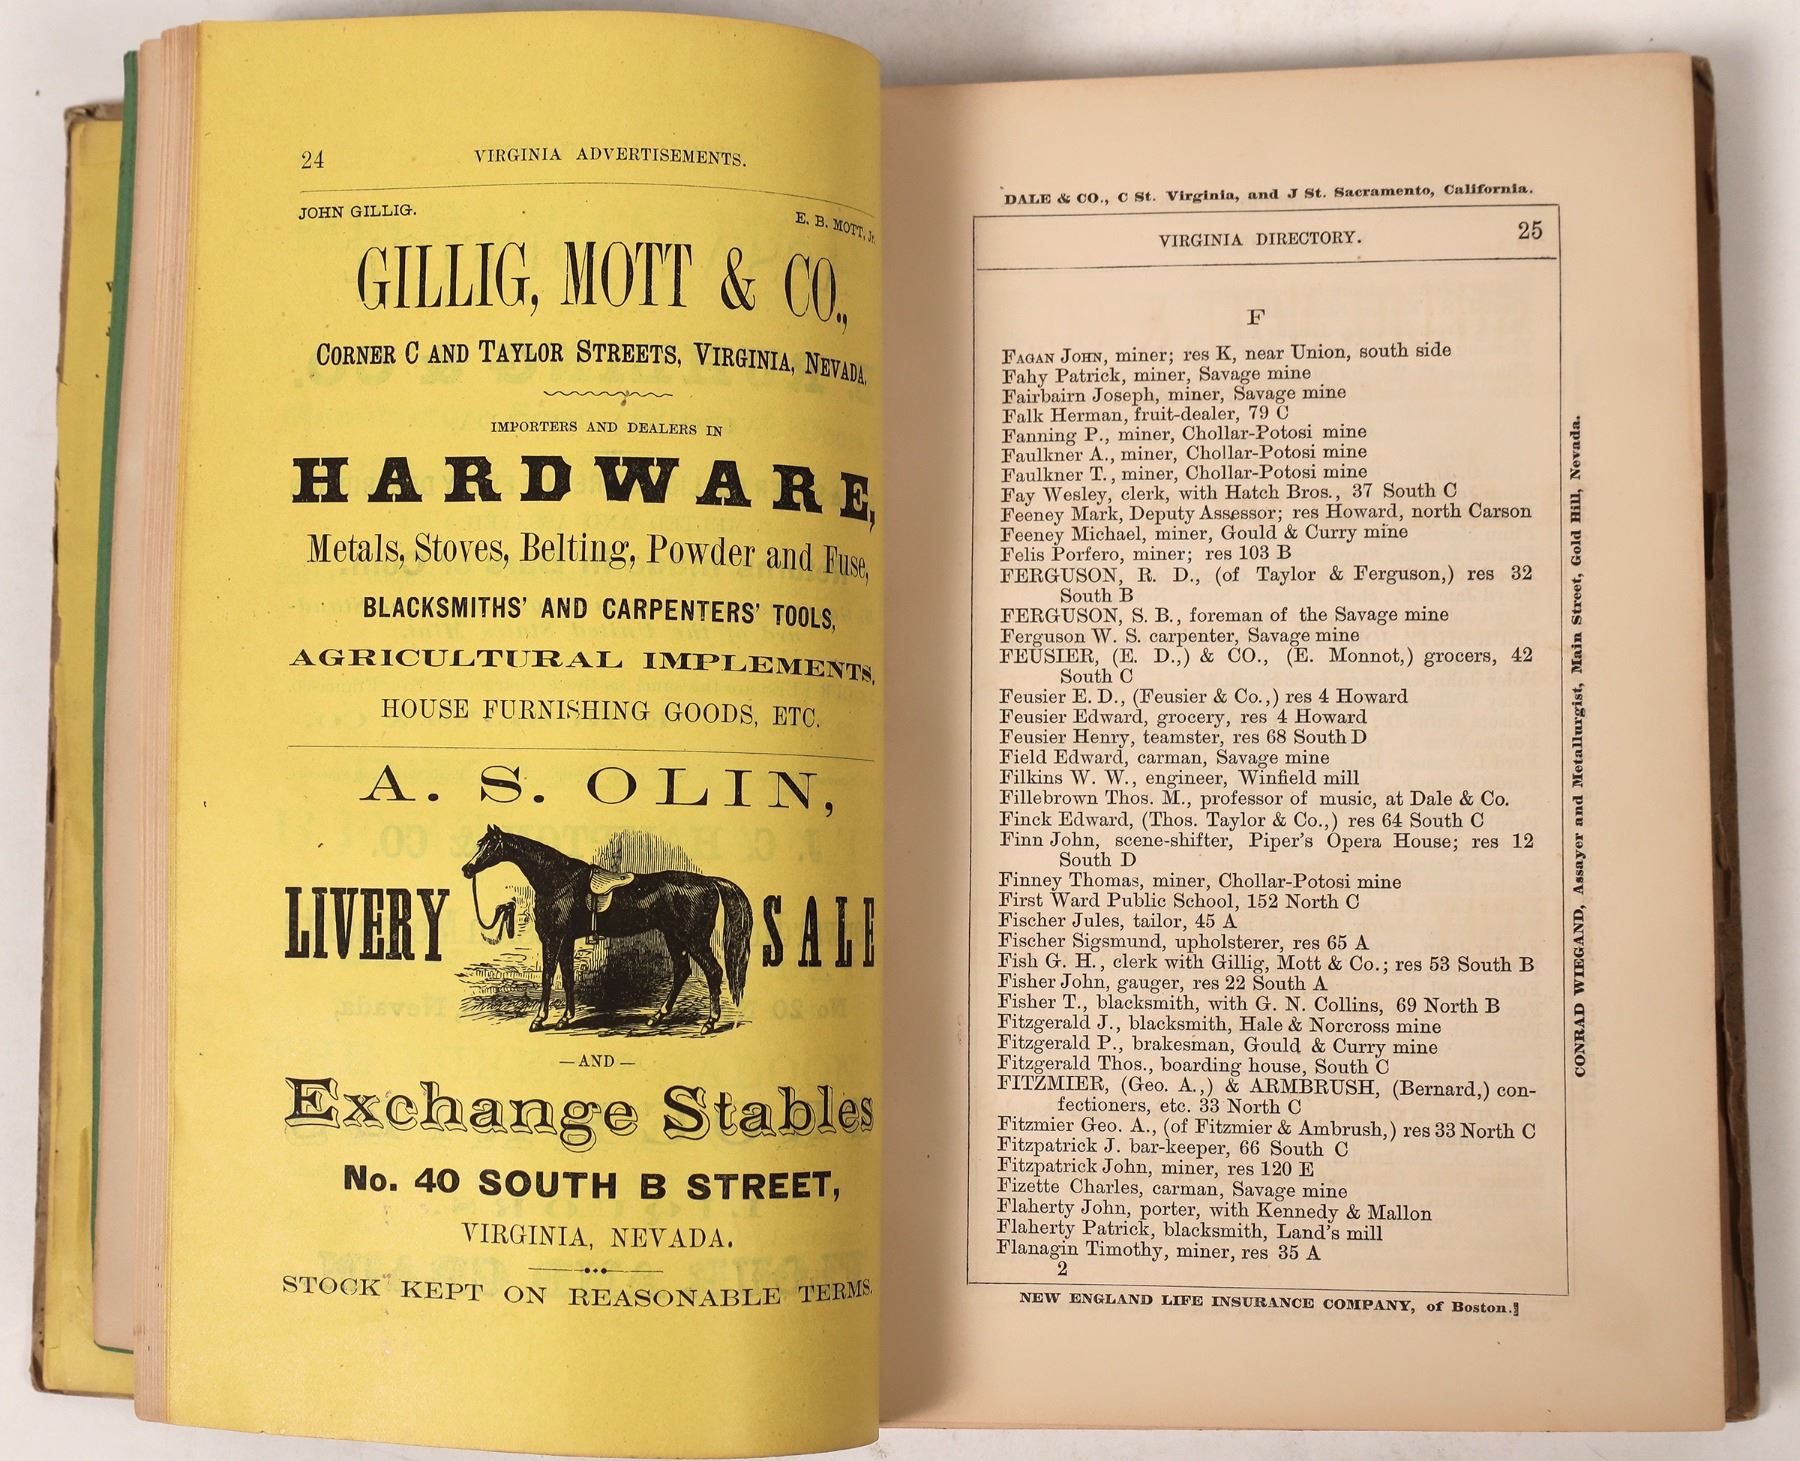 24 VIRGINIA ADVERTISEMENTS.
JOHN GILLIG. E. B. MOTT, Jr.
GILLIG, MOTT & CO.,
CORNER C AND TAYLOR STREETS, VIRGINIA, NEVADA.
IMPORTERS AND DEALERS IN
HARDWARE,
Metals, Stoves, Belting, Powder and Fuse,
BLACKSMITHS' AND CARPENTERS' TOOLS,
AGRICULTURAL IMPLEMENTS,
HOUSE FURNISHING GOODS, ETC.
A. S. OLIN,
LIVERY SALE
—AND—
Exchange Stables
No. 40 SOUTH B STREET,
VIRGINIA, NEVADA.
STOCK KEPT ON REASONABLE TERMS.
DALE & CO., C St. Virginia, and J St. Sacramento, California.
VIRGINIA DIRECTORY. 25
F
FAGAN JOHN, miner; res K, near Union, south side
Fahy Patrick, miner, Savage mine
Fairbairn Joseph, miner, Savage mine
Falk Herman, fruit-dealer, 79 C
Fanning P., miner, Chollar-Potosi mine
Faulkner A., miner, Chollar-Potosi mine
Faulkner T., miner, Chollar-Potosi mine
Fay Wesley, clerk, with Hatch Bros., 37 South C
Feeney Mark, Deputy Assessor; res Howard, north Carson
Feeney Michael, miner, Gould & Curry mine
Felis Porfero, miner; res 103 B
FERGUSON, R. D., (of Taylor & Ferguson,) res 32
South B
FERGUSON, S. B., foreman of the Savage mine
Ferguson W. S. carpenter, Savage mine
FEUSIER, (E. D.,) & CO., (E. Monnot,) grocers, 42
South C
Feusier E. D., (Feusier & Co.,) res 4 Howard
Feusier Edward, grocery, res 4 Howard
Feusier Henry, teamster, res 68 South D
Field Edward, carman, Savage mine
Filkins W. W., engineer, Winfield mill
Fillebrown Thos. M., professor of music, at Dale & Co.
Finck Edward, (Thos. Taylor & Co.,) res 64 South C
Finn John, scene-shifter, Piper's Opera House; res 12
South D
Finney Thomas, miner, Chollar-Potosi mine
First Ward Public School, 152 North C
Fischer Jules, tailor, 45 A
Fischer Sigsmund, upholsterer, res 65 A
Fish G. H., clerk with Gillig, Mott & Co.; res 53 South B
Fisher John, gauger, res 22 South A
Fisher T., blacksmith, with G. N. Collins, 69 North B
Fitzgerald J., blacksmith, Hale & Norcross mine
Fitzgerald P., brakesman, Gould & Curry mine
Fitzgerald Thos., boarding house, South C
FITZMIER, (Geo. A.,) & ARMBRUSH, (Bernard,) con-
fectioners, etc. 33 North C
Fitzmier Geo. A., (of Fitzmier & Ambrush,) res 33 North C
Fitzpatrick J. bar-keeper, 66 South C
Fitzpatrick John, miner, res 120 E
Fizette Charles, carman, Savage mine
Flaherty John, porter, with Kennedy & Mallon
Flaherty Patrick, blacksmith, Land's mill
Flanagin Timothy, miner, res 35 A
2
NEW ENGLAND LIFE INSURANCE COMPANY, of Boston.
CONRAD WIEGAND, Assayer and Metallurgist, Main Street, Gold Hill, Nevada.